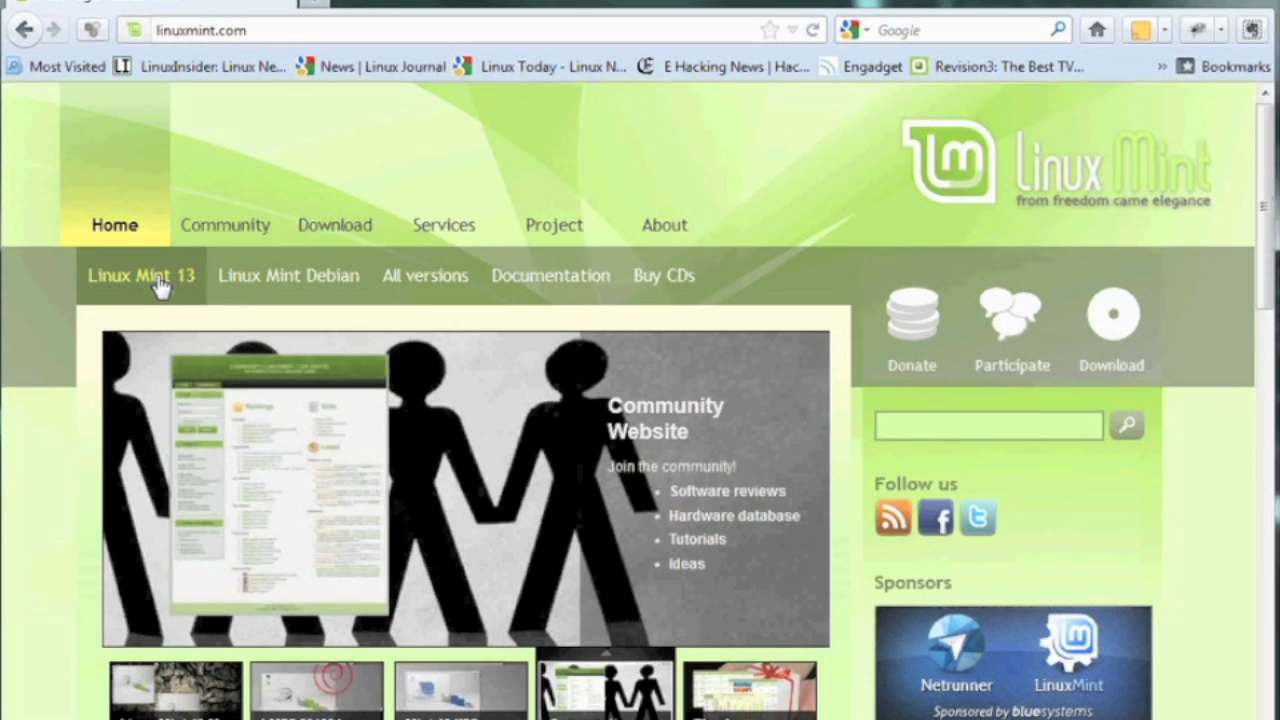 linuxmint.com
Google
Most Visited LinuxInsider: Linux Ne... News | Linux Journal Linux Today - Linux N... E Hacking News | Hac... Engadget Revision3: The Best TV... » Bookmarks
Linux Mint
from freedom came elegance
Home Community Download Services Project About
Linux Mint 13 Linux Mint Debian All versions Documentation Buy CDs
Donate Participate Download
Community
Website
Join the community!
• Software reviews
• Hardware database
• Tutorials
• Ideas
Follow us
Sponsors
Netrunner LinuxMint
Sponsored by bluesystems